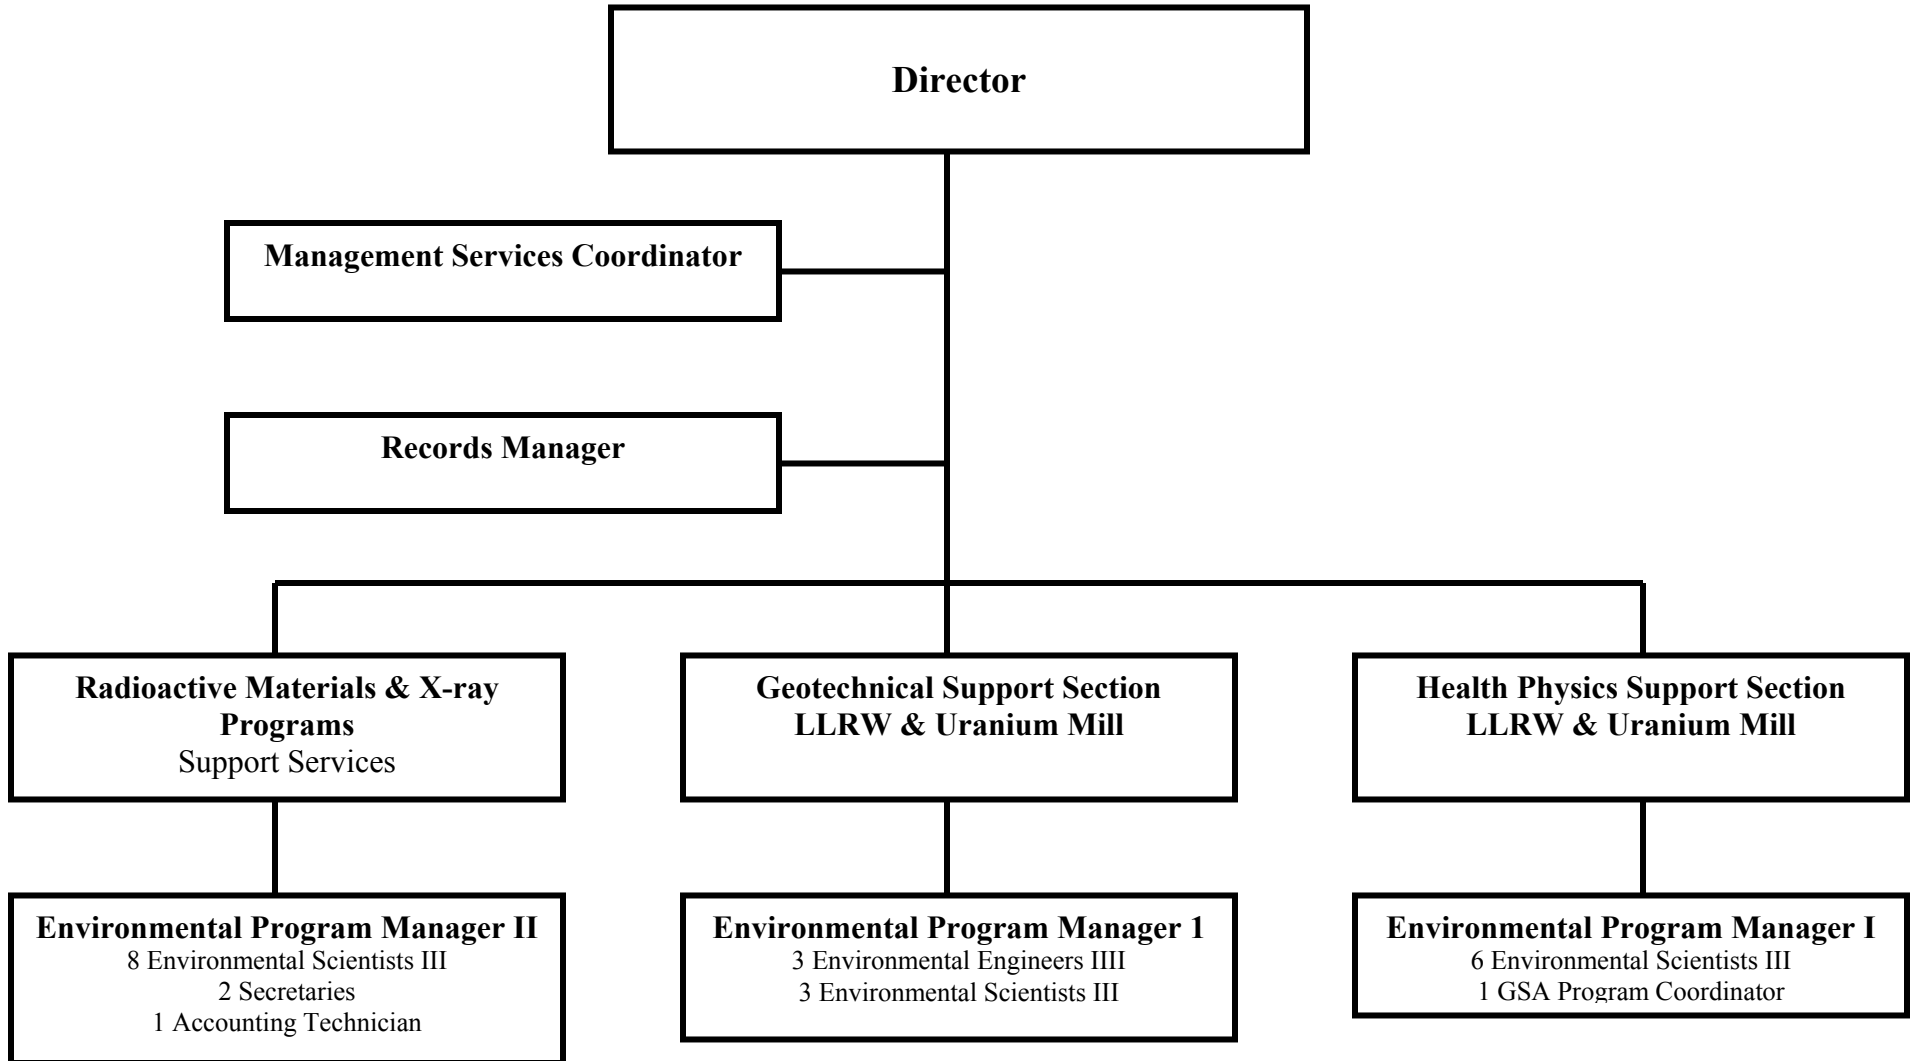 Director
Management Services Coordinator
Records Manager
Radioactive Materials & X-ray
Programs
Support Services
Geotechnical Support Section
LLRW & Uranium Mill
Health Physics Support Section
LLRW & Uranium Mill
Environmental Program Manager II
8 Environmental Scientists III
2 Secretaries
1 Accounting Technician
Environmental Program Manager 1
3 Environmental Engineers IIII
3 Environmental Scientists III
Environmental Program Manager I
6 Environmental Scientists III
1 GSA Program Coordinator